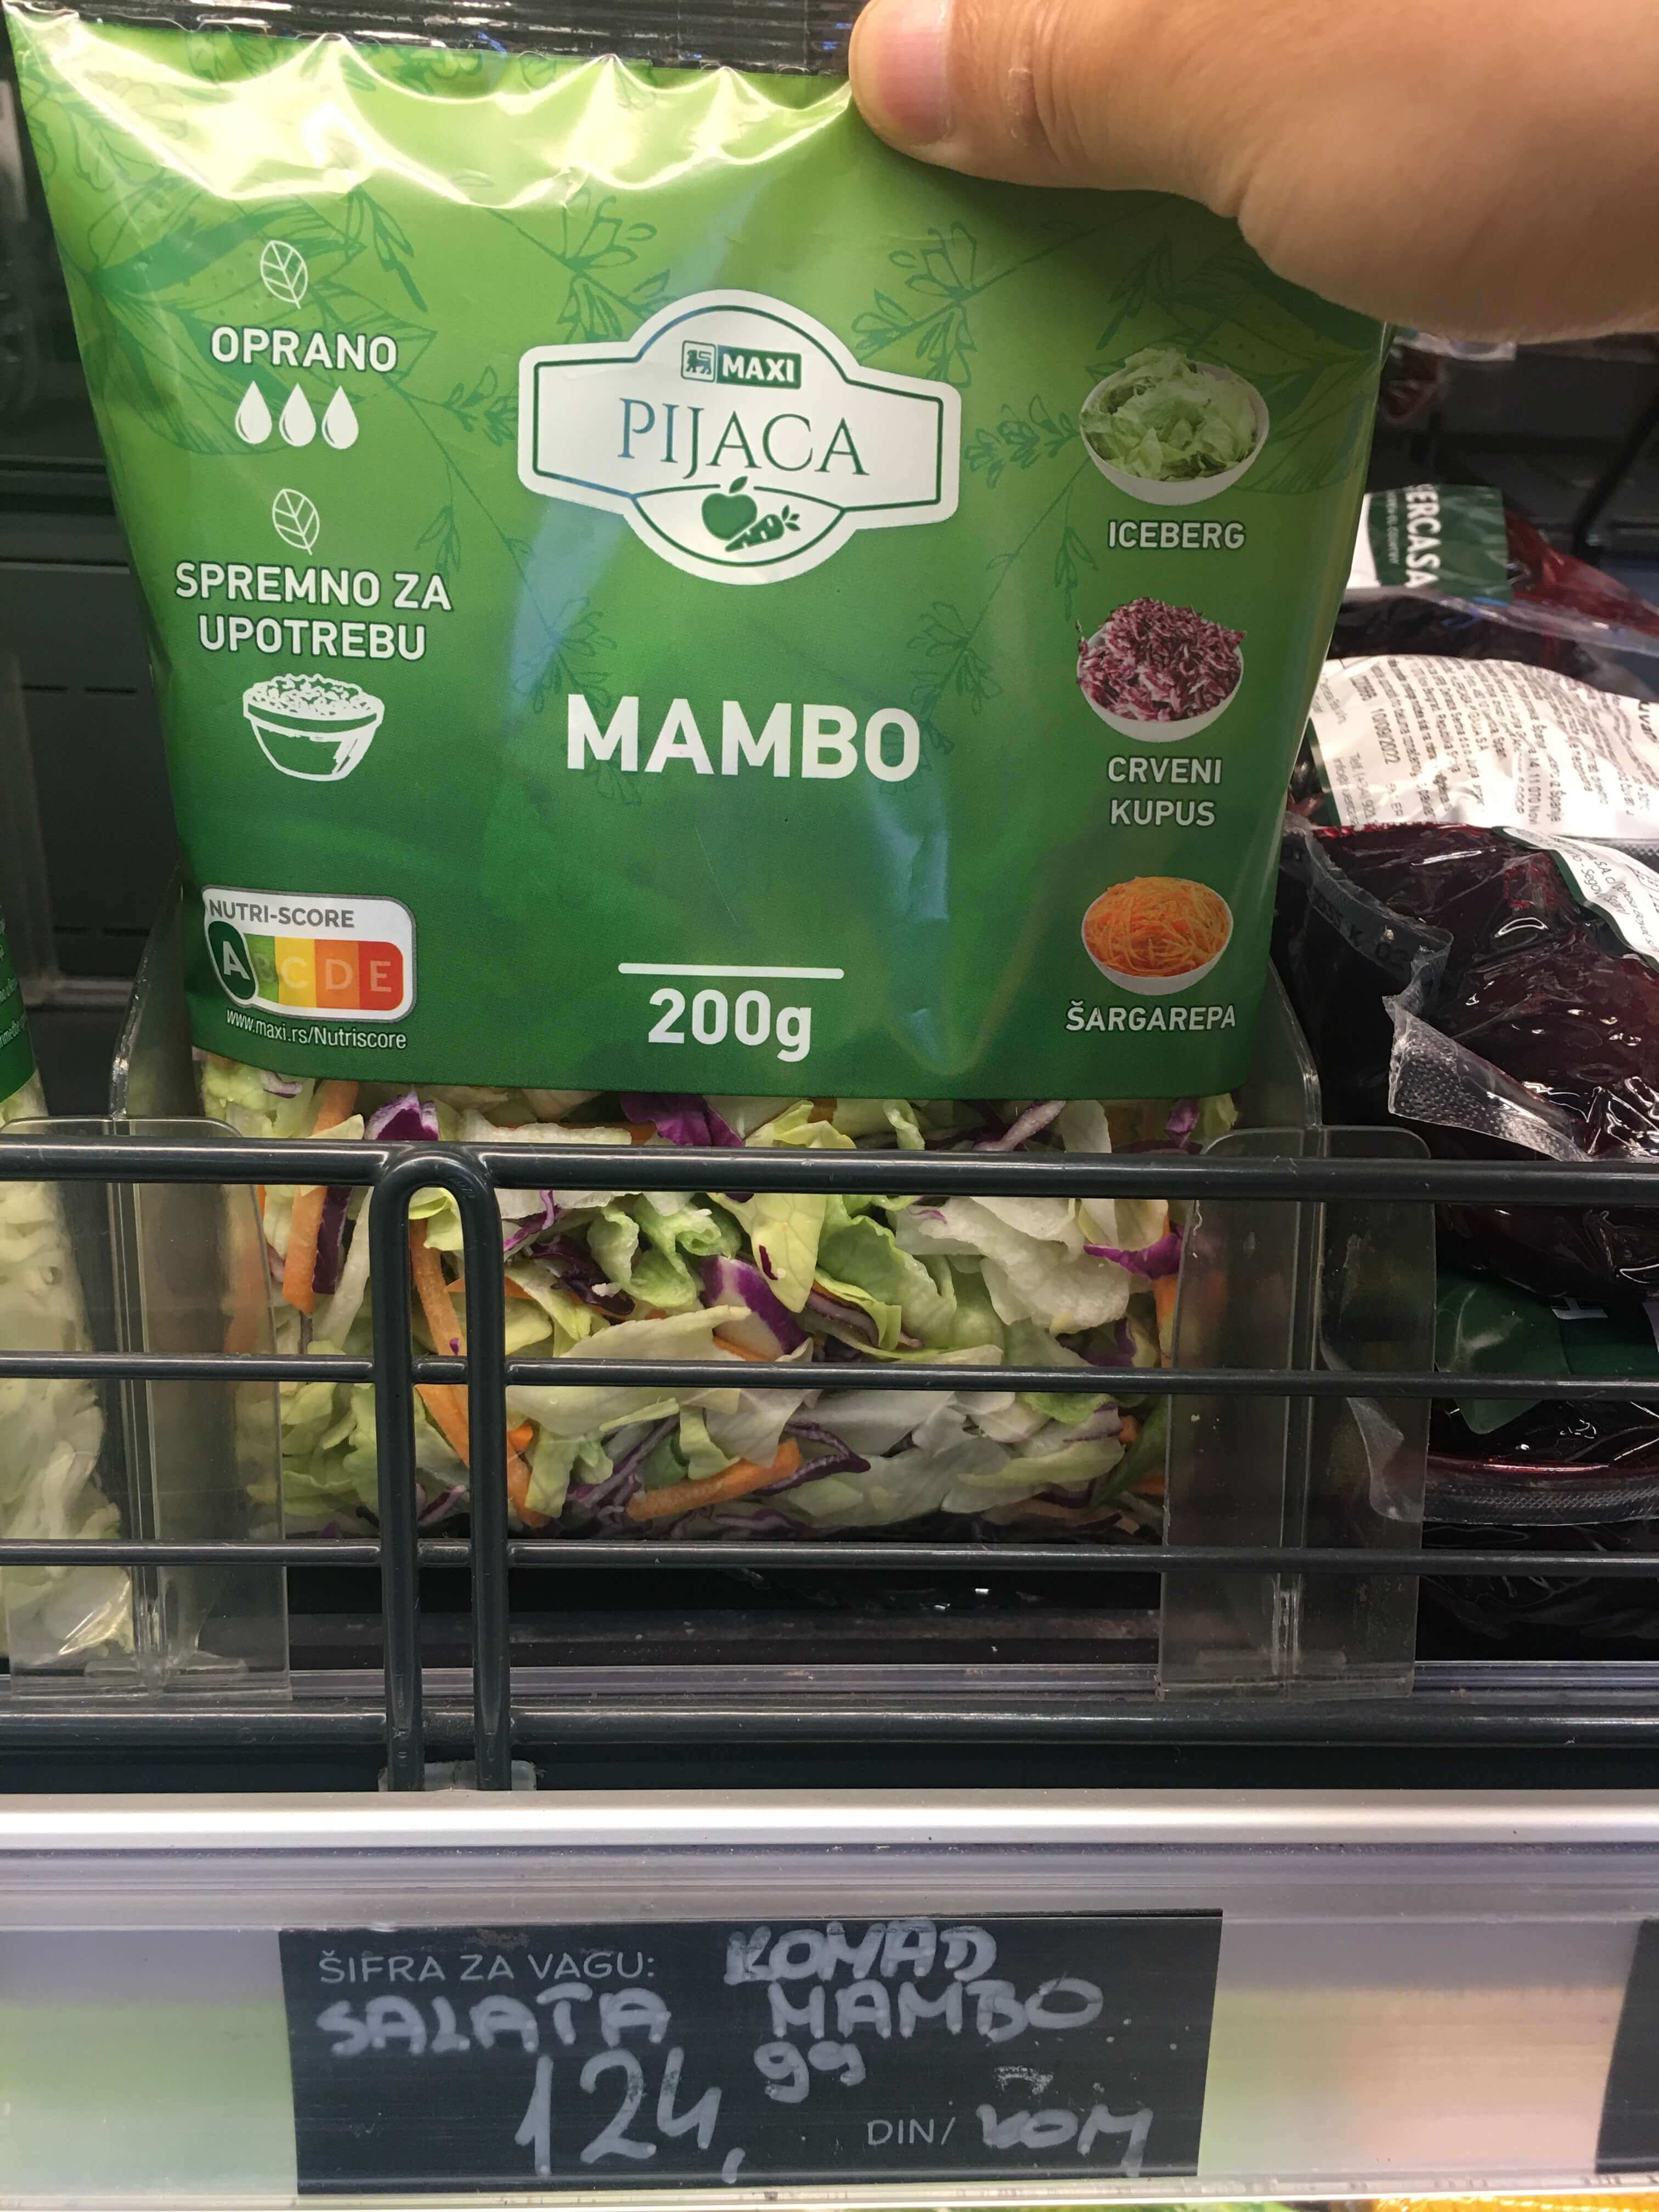 OPRANO
SPREMNO ZA
UPOTREBU
MAXI
PIJACA
MAMBO
200g
NUTRI-SCORE
A B C D E
www.maxi.rs/Nutriscore
ICEBERG
CRVENI
KUPUS
ŠARGAREPA
ERCASA
ŠIFRA ZA VAGU: KOMAD
SALATA MAMBO
124,99
DIN/ KOM